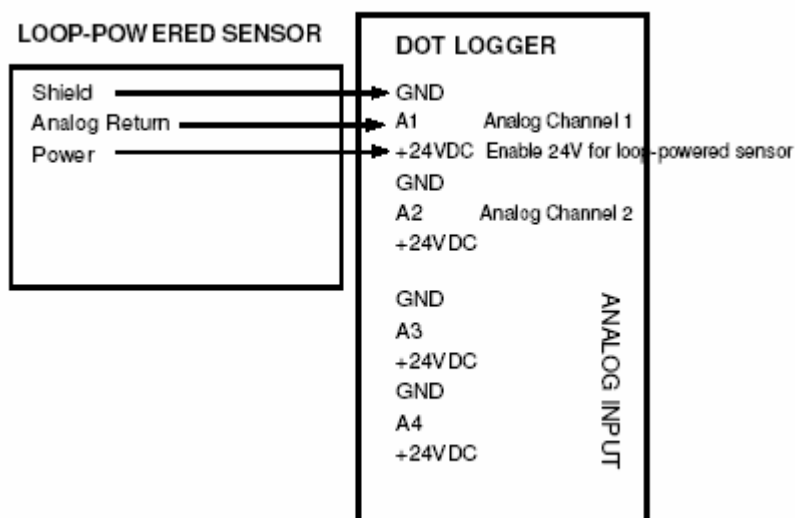 LOOP-POWERED SENSOR
Shield
Analog Return
Power
DOT LOGGER
GND
A1 Analog Channel 1
+24VDC Enable 24V for loop-powered sensor
GND
A2 Analog Channel 2
+24VDC
GND
A3
+24VDC
GND
A4
+24VDC
ANALOG INPUT